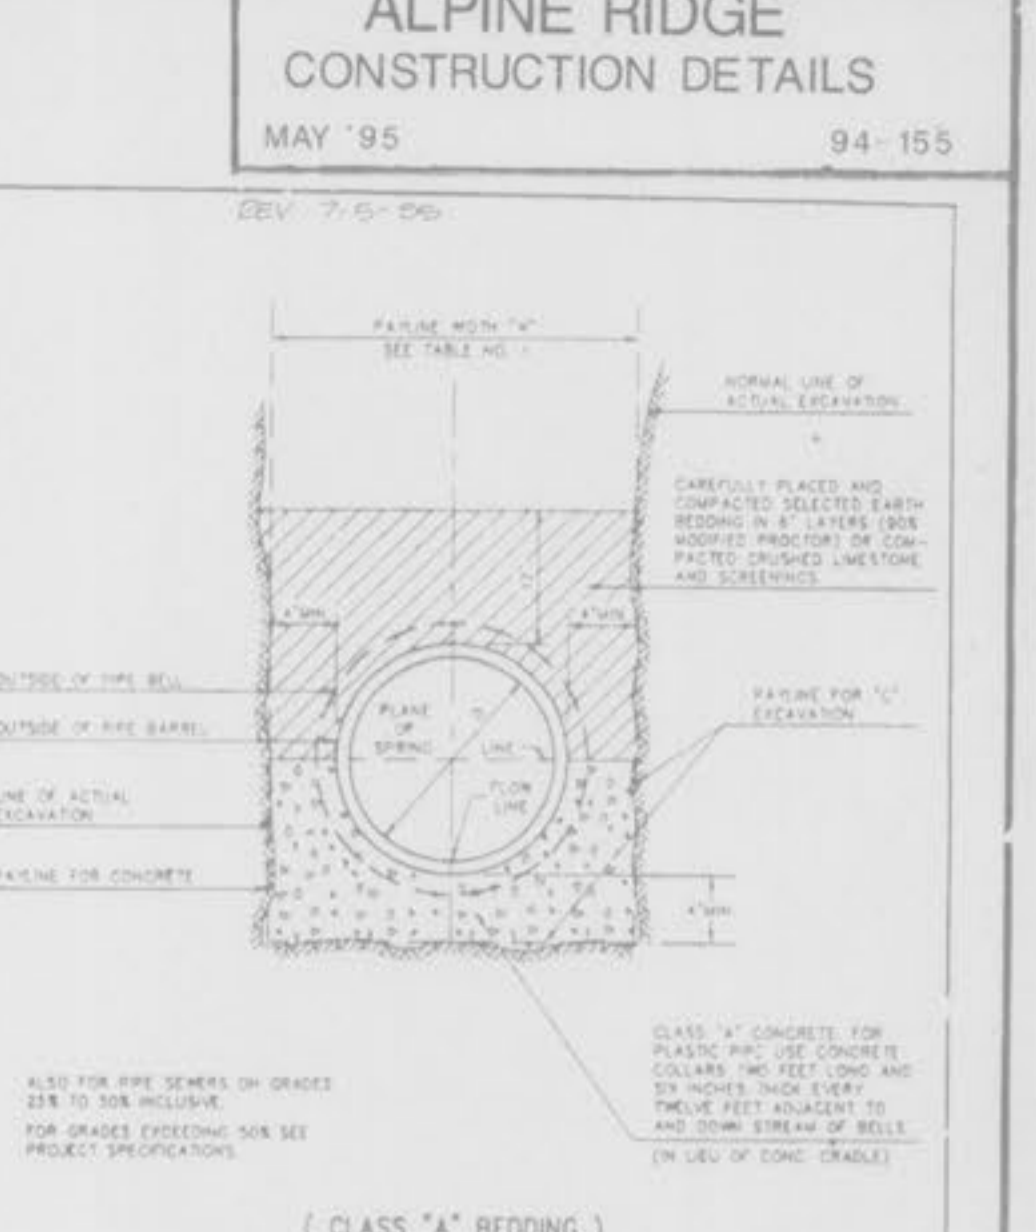 ALPINE RIDGE
CONSTRUCTION DETAILS
MAY '95
94-155
REV 7-5-
PAYLINE WIDTH "W"
SEE TABLE NO. 1
NORMAL LINE OF
ACTUAL EXCAVATION
CAREFULLY PLACED AND
COMPACTED SELECTED EARTH
BEDDING IN 6" LAYERS (90%
MODIFIED PROCTOR) OR COM-
PACTED CRUSHED LIMESTONE
AND SCREENINGS
12"
4"MIN
4"MIN
OUTSIDE OF PIPE BELL
OUTSIDE OF PIPE BARREL
PLANE
OF
SPRING
LINE
FLOW
LINE
PAYLINE FOR "C"
EXCAVATION
LINE OF ACTUAL
EXCAVATION
PAYLINE FOR CONCRETE
4"MIN
CLASS "A" CONCRETE. FOR
PLASTIC PIPE USE CONCRETE
COLLARS TWO FEET LONG AND
SIX INCHES THICK EVERY
TWELVE FEET ADJACENT TO
AND DOWN STREAM OF BELLS
(IN LIEU OF CONC. CRADLE)
ALSO FOR PIPE SEWERS ON GRADES
25% TO 50% INCLUSIVE.
FOR GRADES EXCEEDING 50% SEE
PROJECT SPECIFICATIONS.
( CLASS "A" BEDDING )